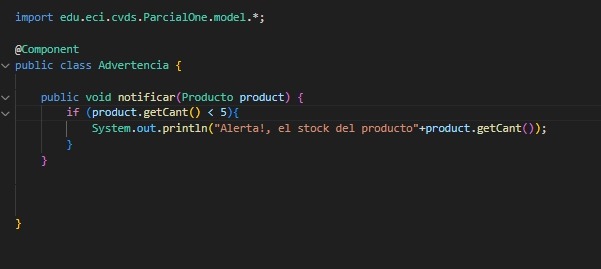 import edu.eci.cvds.ParcialOne.model.*;
@Component
public class Advertencia {
public void notificar(Producto product) {
if (product.getCant() < 5){
System.out.println("Alerta!, el stock del producto"+product.getCant());
}
}
}